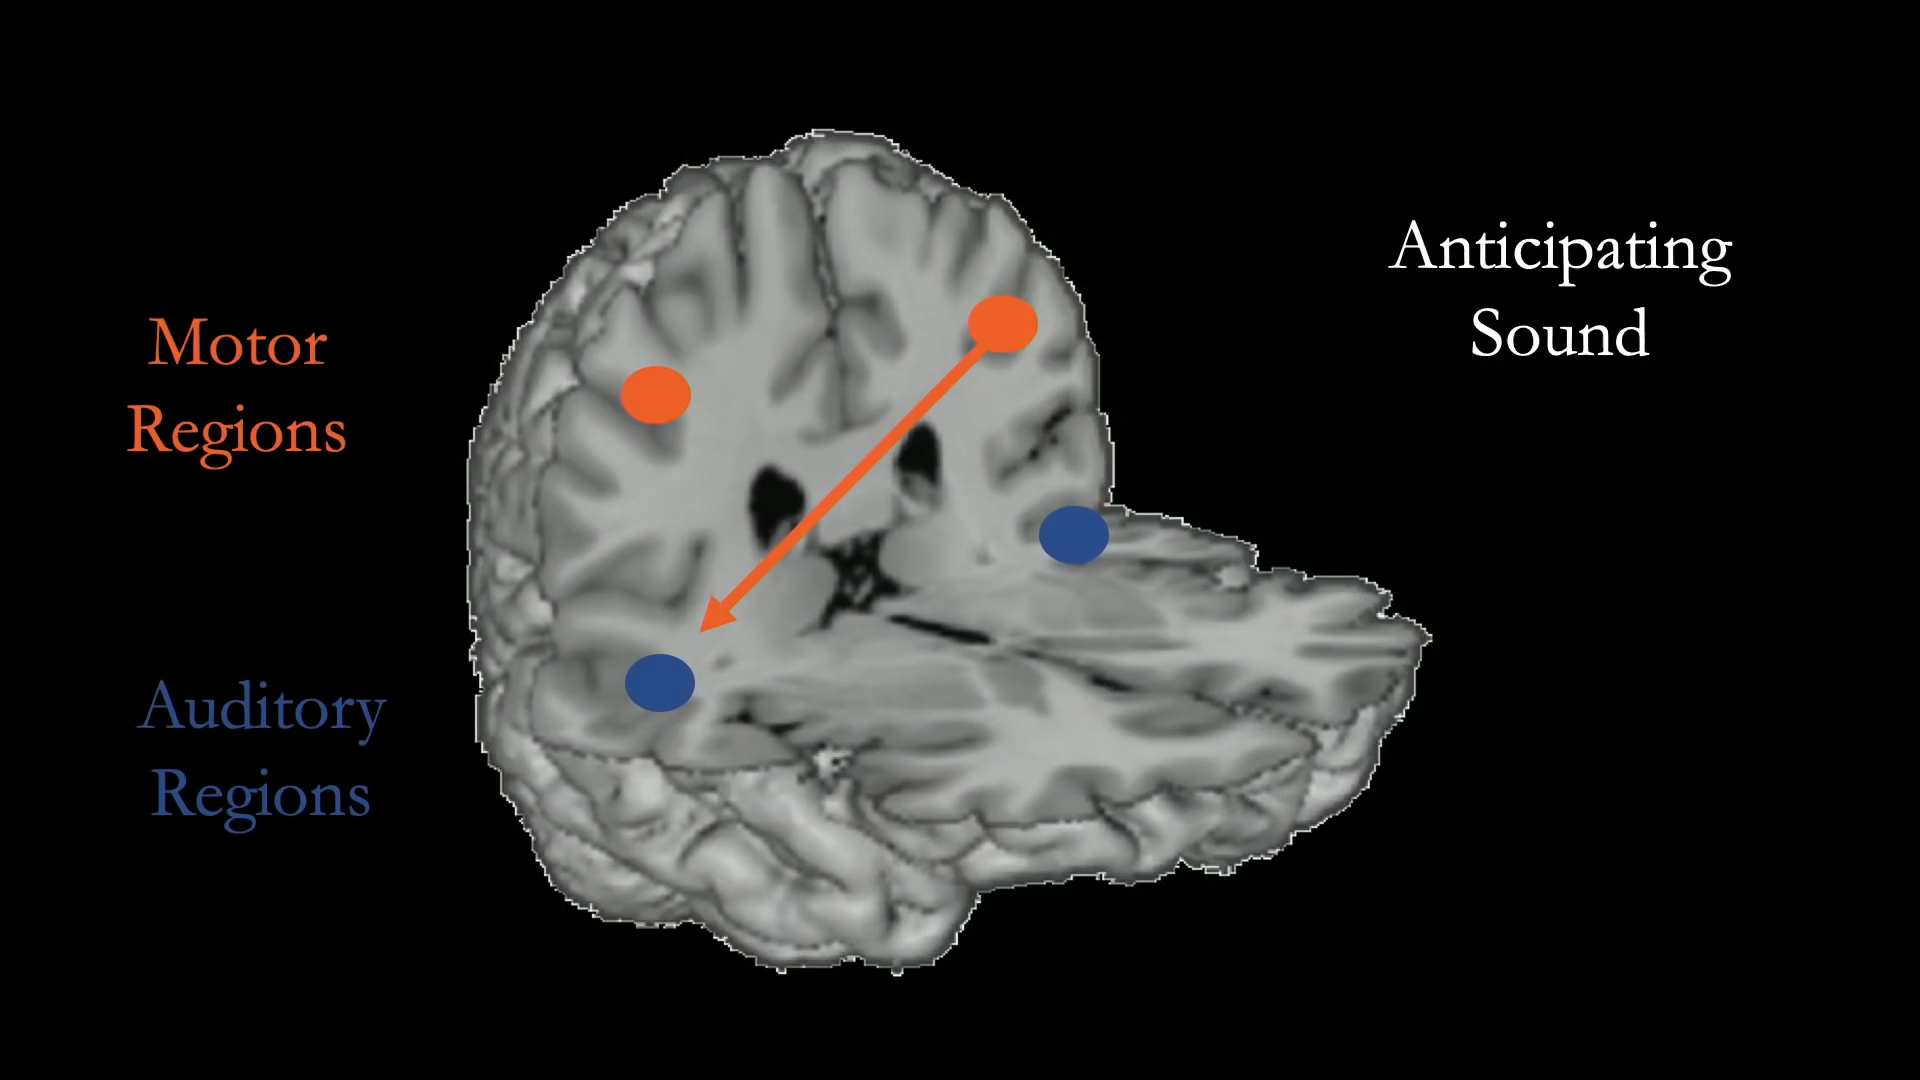 Anticipating
Sound
Motor
Regions
Auditory
Regions